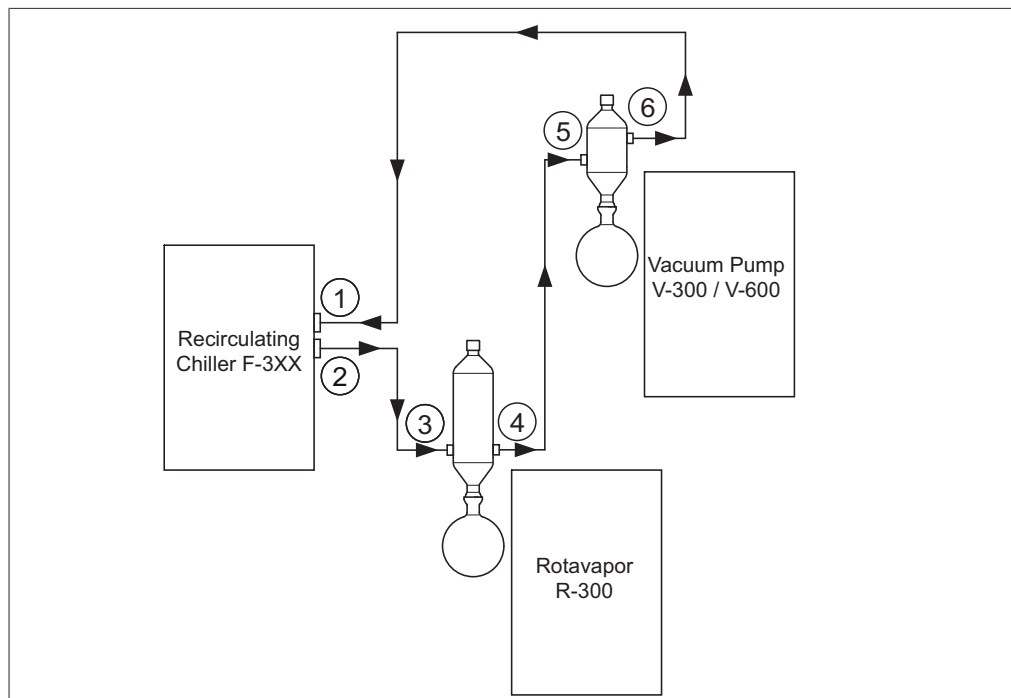 6
5
Vacuum Pump
V-300 / V-600
1
Recirculating
Chiller F-3XX
2
3
4
Rotavapor
R-300